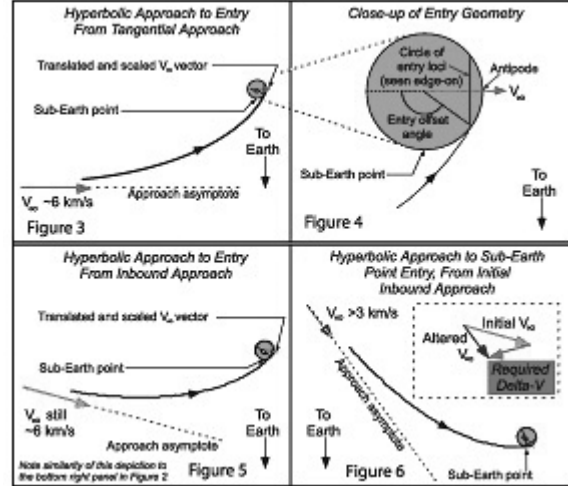 Hyperbolic Approach to Entry
From Tangential Approach
Translated and scaled V∞ vector
Sub-Earth point
To
Earth
V∞ ~6 km/s
Approach asymptote
Figure 3
Close-up of Entry Geometry
Circle of
entry loci
(seen edge-on)
Antipode
V∞
Entry offset
angle
Sub-Earth point
To
Earth
Figure 4
Hyperbolic Approach to Entry
From Inbound Approach
Translated and scaled V∞ vector
Sub-Earth point
To
Earth
V∞ still
~6 km/s
Approach asymptote
Note similarity of this depiction to
the bottom right panel in Figure 2
Figure 5
Hyperbolic Approach to Sub-Earth
Point Entry, From Initial
Inbound Approach
V∞ >3 km/s
Initial V∞
Altered
V∞
Required
Delta-V
Approach asymptote
To
Earth
Figure 6
Sub-Earth point